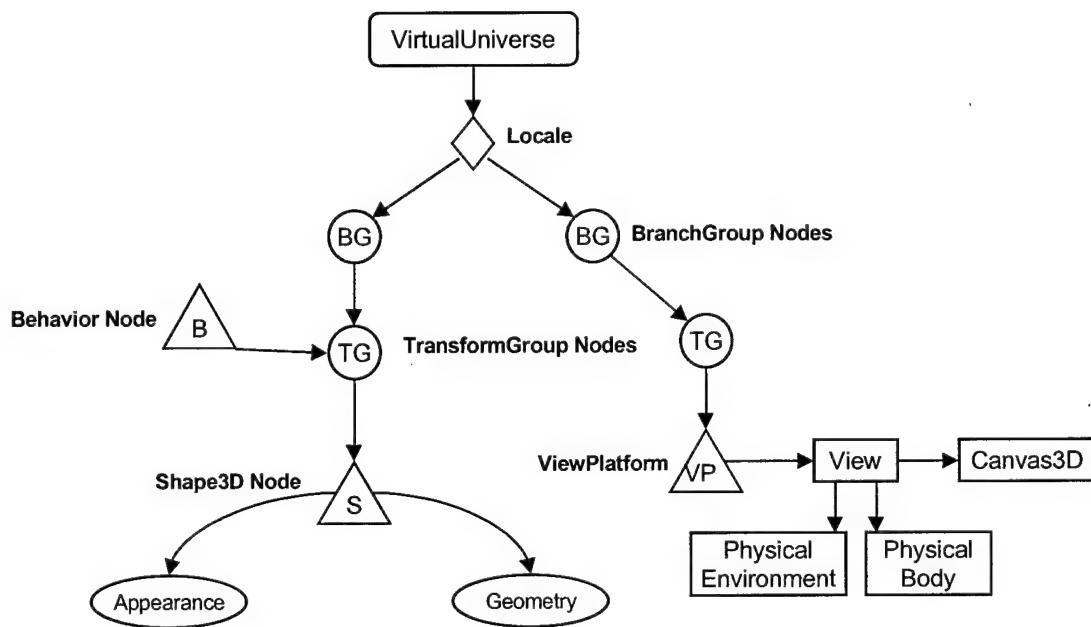 VirtualUniverse
Locale
BG
BG
BranchGroup Nodes
Behavior Node
B
TG
TransformGroup Nodes
TG
ViewPlatform
VP
View
Canvas3D
Shape3D Node
S
Physical
Environment
Physical
Body
Appearance
Geometry